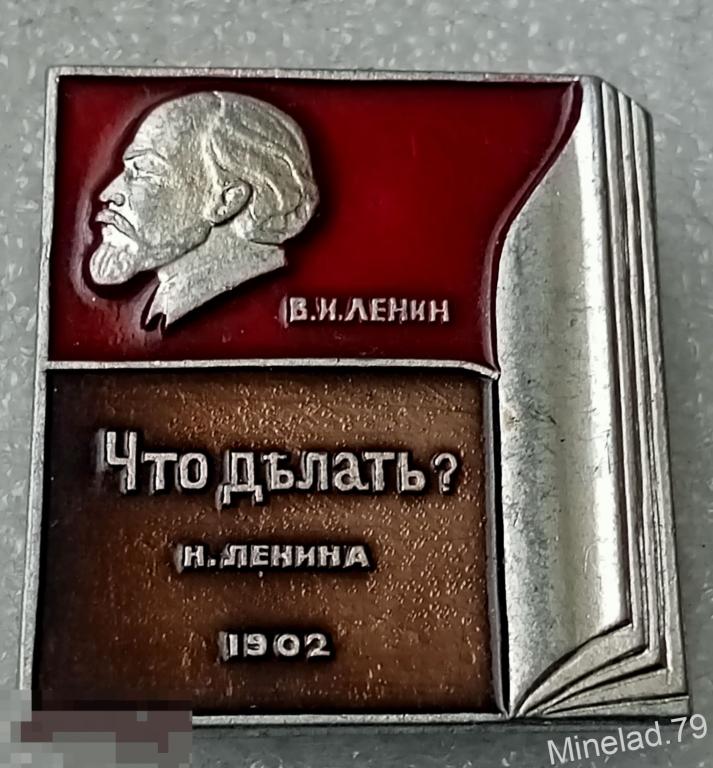 В.И.ЛЕНИН
Что дѣлать?
Н. ЛЕНИНА
1902
Minelad.79